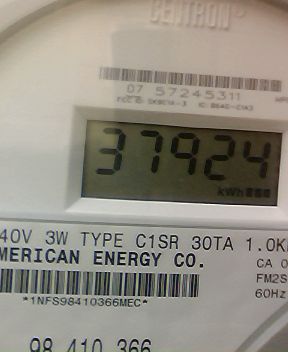 CENTRON
07 57245311
37924
kWh
40V 3W TYPE C1SR 30TA 1.0K
MERICAN ENERGY CO.
CA 0
FM2S
60Hz
*1NFS98410366MEC*
98 410 366